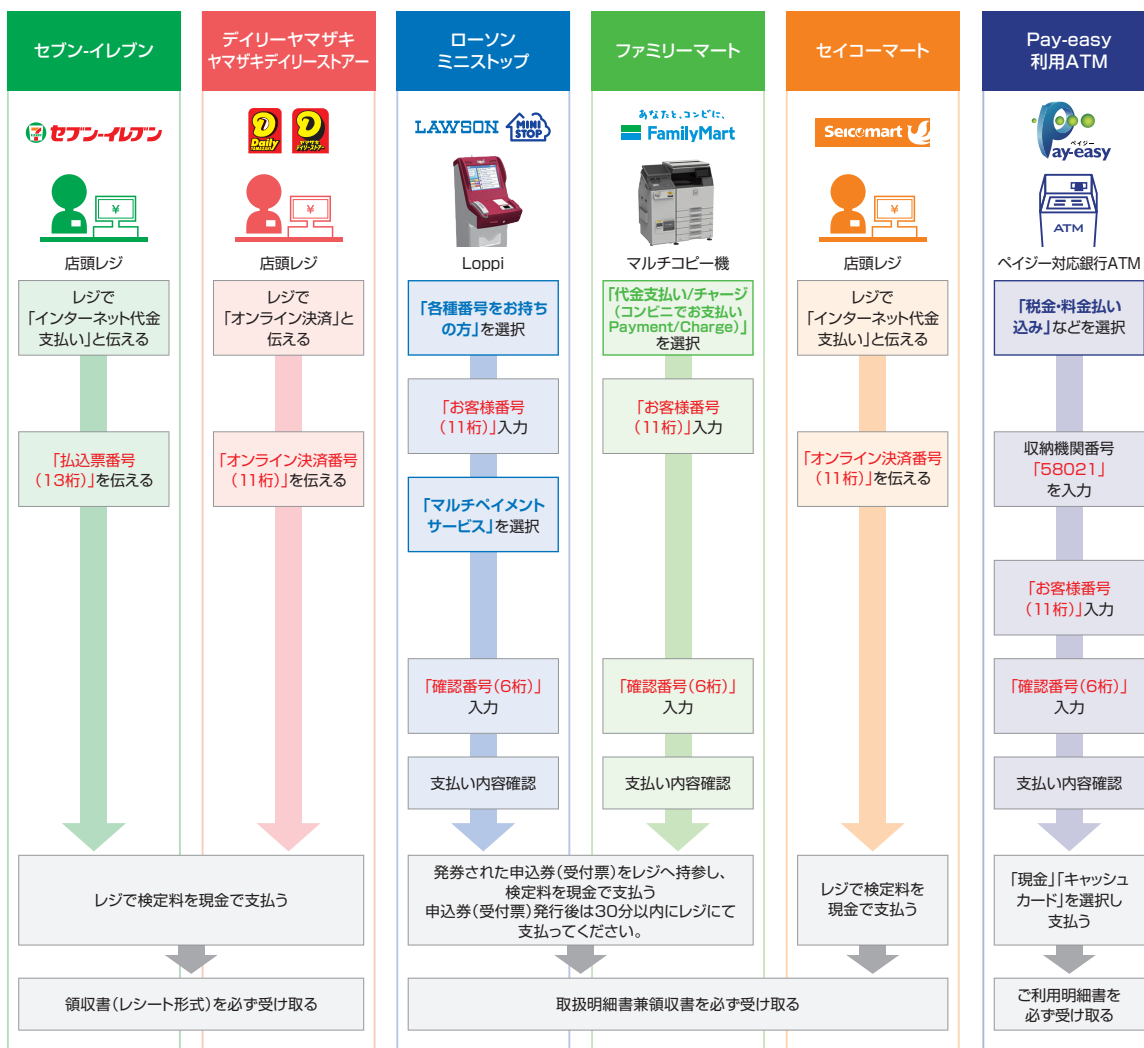 セブン-イレブン
デイリーヤマザキ
ヤマザキデイリーストアー
ローソン
ミニストップ
ファミリーマート
セイコーマート
Pay-easy
利用ATM
7
セブン-イレブン
Daily
YAMAZAKI
ヤマザキ
デイリーストアー
LAWSON
MINI
STOP
あなたと、コンビに、
FamilyMart
Seicomart
ペイジー
Pay-easy
¥
¥
¥
ATM
店頭レジ
店頭レジ
Loppi
マルチコピー機
店頭レジ
ペイジー対応銀行ATM
レジで
「インターネット代金
支払い」と伝える
レジで
「オンライン決済」と
伝える
「各種番号をお持ち
の方」を選択
「代金支払い/チャージ
(コンビニでお支払い
Payment/Charge)」
を選択
レジで
「インターネット代金
支払い」と伝える
「税金・料金払い
込み」などを選択
「お客様番号
(11桁)」入力
「お客様番号
(11桁)」入力
「払込票番号
(13桁)」を伝える
「オンライン決済番号
(11桁)」を伝える
「マルチペイメント
サービス」を選択
「オンライン決済番号
(11桁)」を伝える
収納機関番号
「58021」
を入力
「お客様番号
(11桁)」入力
「確認番号(6桁)」
入力
「確認番号(6桁)」
入力
「確認番号(6桁)」
入力
支払い内容確認
支払い内容確認
支払い内容確認
レジで検定料を現金で支払う
発券された申込券(受付票)をレジへ持参し、
検定料を現金で支払う
申込券(受付票)発行後は30分以内にレジにて
支払ってください。
レジで検定料を
現金で支払う
「現金」「キャッシュ
カード」を選択し
支払う
領収書(レシート形式)を必ず受け取る
取扱明細書兼領収書を必ず受け取る
ご利用明細書を
必ず受け取る